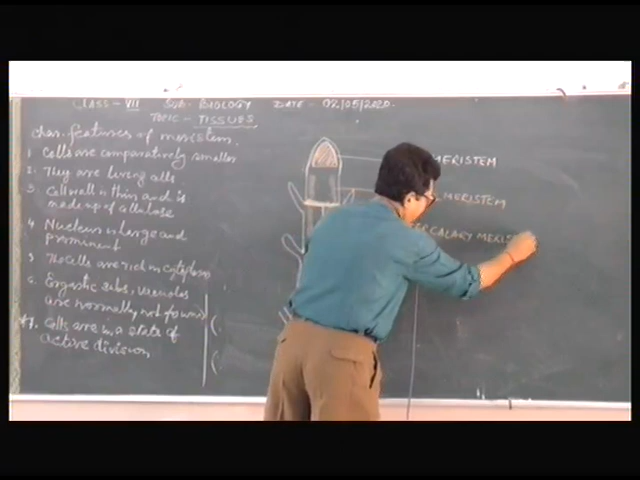 CLASS - VII SUB - BIOLOGY DATE - 02/05/2020.
TOPIC - TISSUES
Char. features of meristem.
1 Cells are comparatively smaller
2. They are living cells
3. Cell wall is thin and is
made up of cellulose
4 Nucleus is large and
prominent
5 The cells are rich in cytoplasm
6. Ergastic subs, vacuoles
are normally not found
7. Cells are in a state of
active division
MERISTEM
MERISTEM
CALARY MERIS